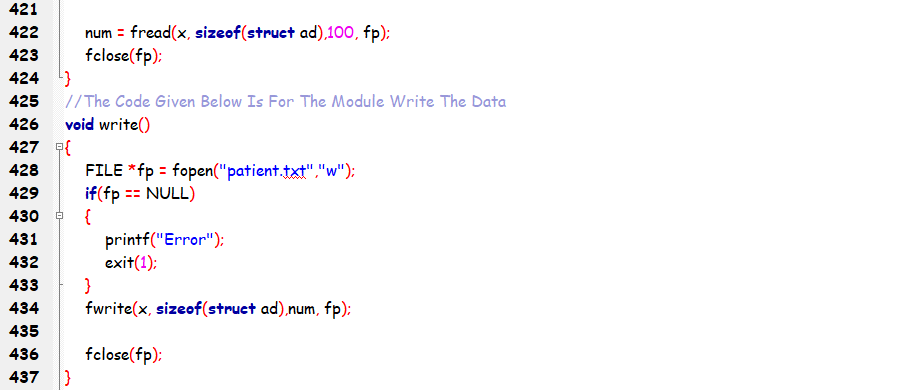 421
422 num = fread(x, sizeof(struct ad),100, fp);
423 fclose(fp);
424 }
425 //The Code Given Below Is For The Module Write The Data
426 void write()
427 {
428 FILE *fp = fopen("patient.txt","w");
429 if(fp == NULL)
430 {
431 printf("Error");
432 exit(1);
433 }
434 fwrite(x, sizeof(struct ad),num, fp);
435
436 fclose(fp);
437 }